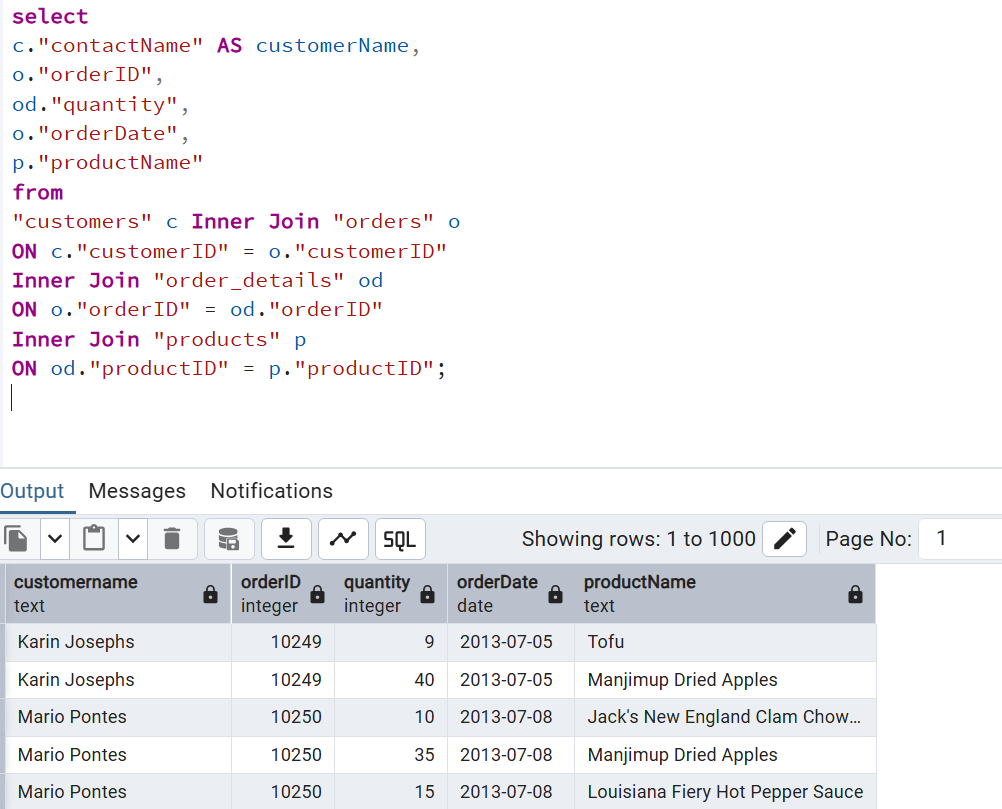 select
c."contactName" AS customerName,
o."orderID",
od."quantity",
o."orderDate",
p."productName"
from
"customers" c Inner Join "orders" o
ON c."customerID" = o."customerID"
Inner Join "order_details" od
ON o."orderID" = od."orderID"
Inner Join "products" p
ON od."productID" = p."productID";
Output Messages Notifications
SQL Showing rows: 1 to 1000 Page No: 1
customername orderID quantity orderDate productName
text integer integer date text
Karin Josephs 10249 9 2013-07-05 Tofu
Karin Josephs 10249 40 2013-07-05 Manjimup Dried Apples
Mario Pontes 10250 10 2013-07-08 Jack's New England Clam Chow...
Mario Pontes 10250 35 2013-07-08 Manjimup Dried Apples
Mario Pontes 10250 15 2013-07-08 Louisiana Fiery Hot Pepper Sauce